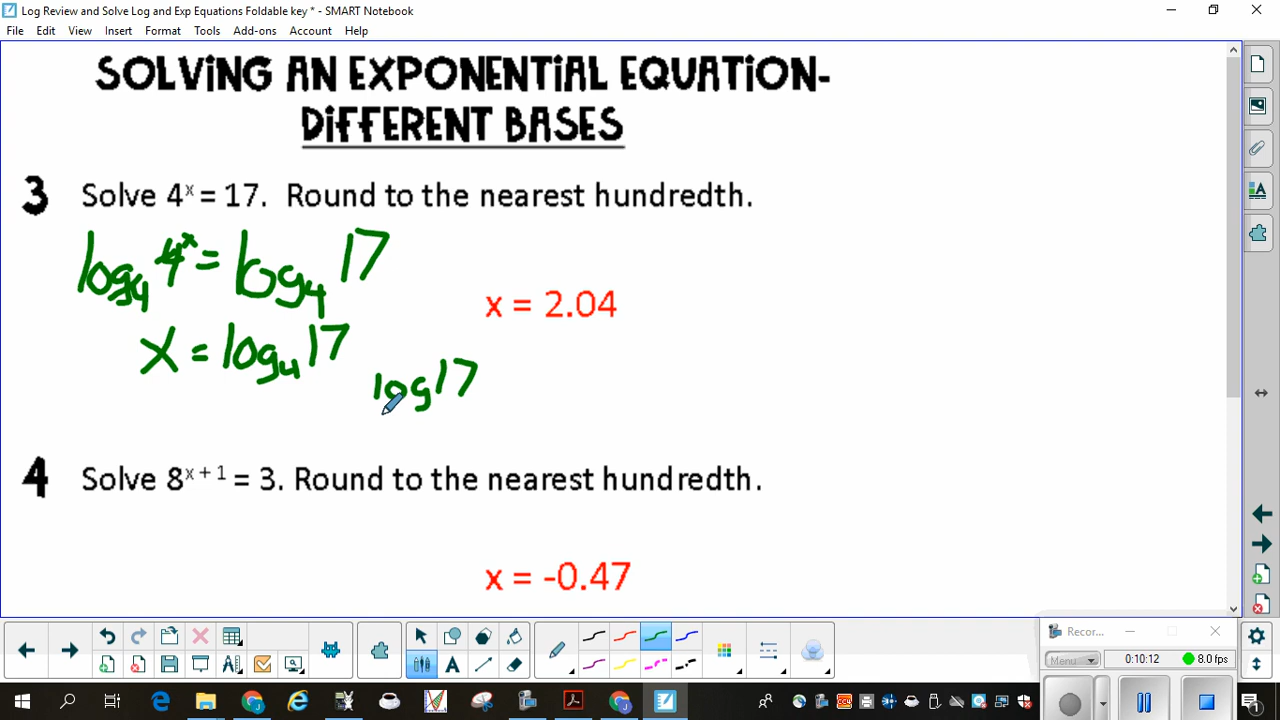 Log Review and Solve Log and Exp Equations Foldable key * - SMART Notebook
File Edit View Insert Format Tools Add-ons Account Help
SOLVING AN EXPONENTIAL EQUATION-
DIFFERENT BASES
3 Solve 4ˣ = 17. Round to the nearest hundredth.
log₄ 4ˣ = log₄ 17
x = 2.04
x = log₄ 17
log 17
4 Solve 8ˣ⁺¹ = 3. Round to the nearest hundredth.
x = -0.47
Recor...
Menu
0:10:12 8.0 fps